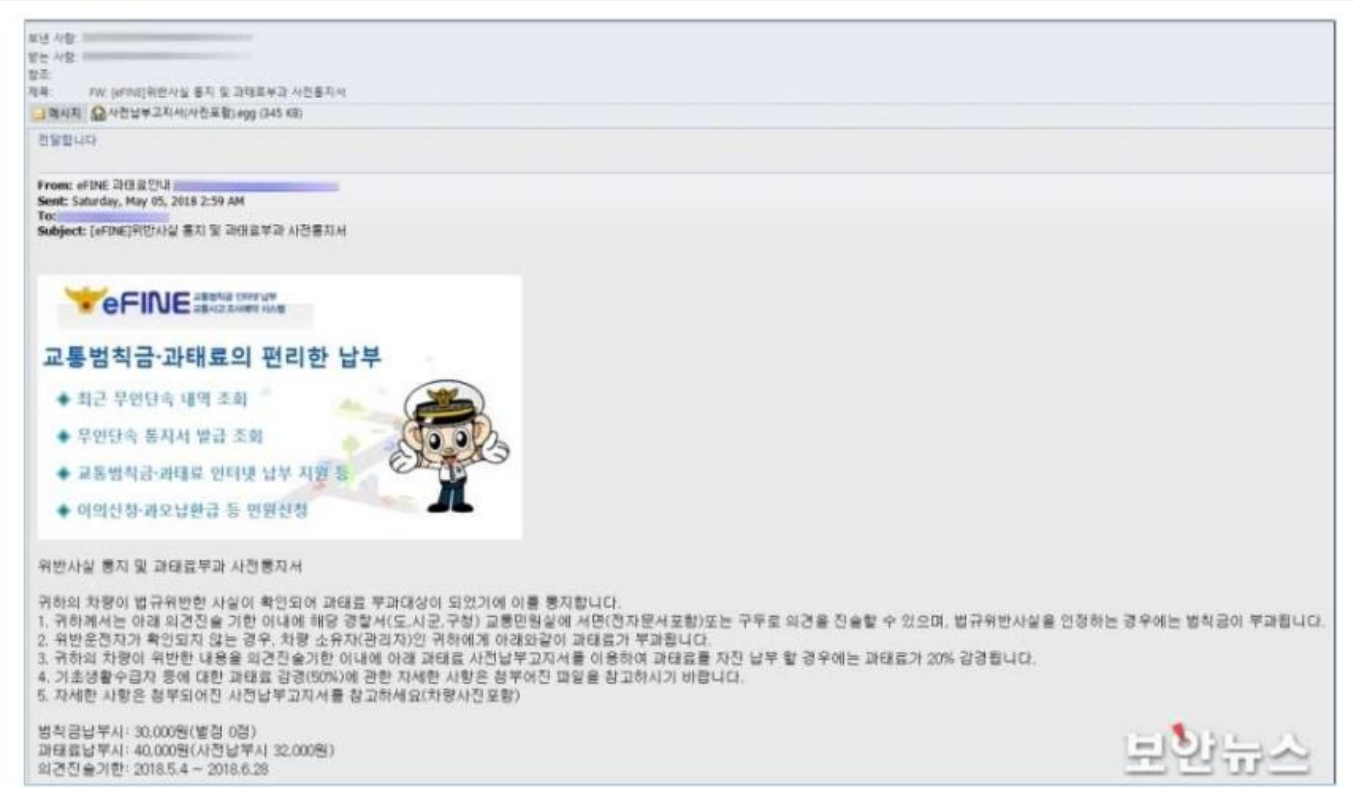 보낸 사람:
받는 사람:
참조:
제목: FW: [eFINE]위반사실 통지 및 과태료부과 사전통지서
메시지 사전납부고지서(사진포함).egg (345 KB)
전달합니다
From: eFINE 과태료안내
Sent: Saturday, May 05, 2018 2:59 AM
To:
Subject: [eFINE]위반사실 통지 및 과태료부과 사전통지서
eFINE 교통범칙금 인터넷 납부
교통사고 조사예약 시스템
교통범칙금·과태료의 편리한 납부
◆ 최근 무인단속 내역 조회
◆ 무인단속 통지서 발급 조회
◆ 교통범칙금·과태료 인터넷 납부 지원 등
◆ 이의신청·과오납환급 등 민원신청
위반사실 통지 및 과태료부과 사전통지서
귀하의 차량이 법규위반한 사실이 확인되어 과태료 부과대상이 되었기에 이를 통지합니다.
1. 귀하께서는 아래 의견진술 기한 이내에 해당 경찰서(도,시군,구청) 교통민원실에 서면(전자문서포함)또는 구두로 의견을 진술할 수 있으며, 법규위반사실을 인정하는 경우에는 범칙금이 부과됩니다.
2. 위반운전자가 확인되지 않는 경우, 차량 소유자(관리자)인 귀하에게 아래와같이 과태료가 부과됩니다.
3. 귀하의 차량이 위반한 내용을 의견진술기한 이내에 아래 과태료 사전납부고지서를 이용하여 과태료를 자진 납부 할 경우에는 과태료가 20% 감경됩니다.
4. 기초생활수급자 등에 대한 과태료 감경(50%)에 관한 자세한 사항은 첨부어진 파일을 참고하시기 바랍니다.
5. 자세한 사항은 첨부되어진 사전납부고지서를 참고하세요(차량사진포함)
범칙금납부시: 30,000원(벌점 0점)
과태료납부시: 40,000원(사전납부시 32,000원)
의견진술기한: 2018.5.4 ~ 2018.6.28
보안뉴스